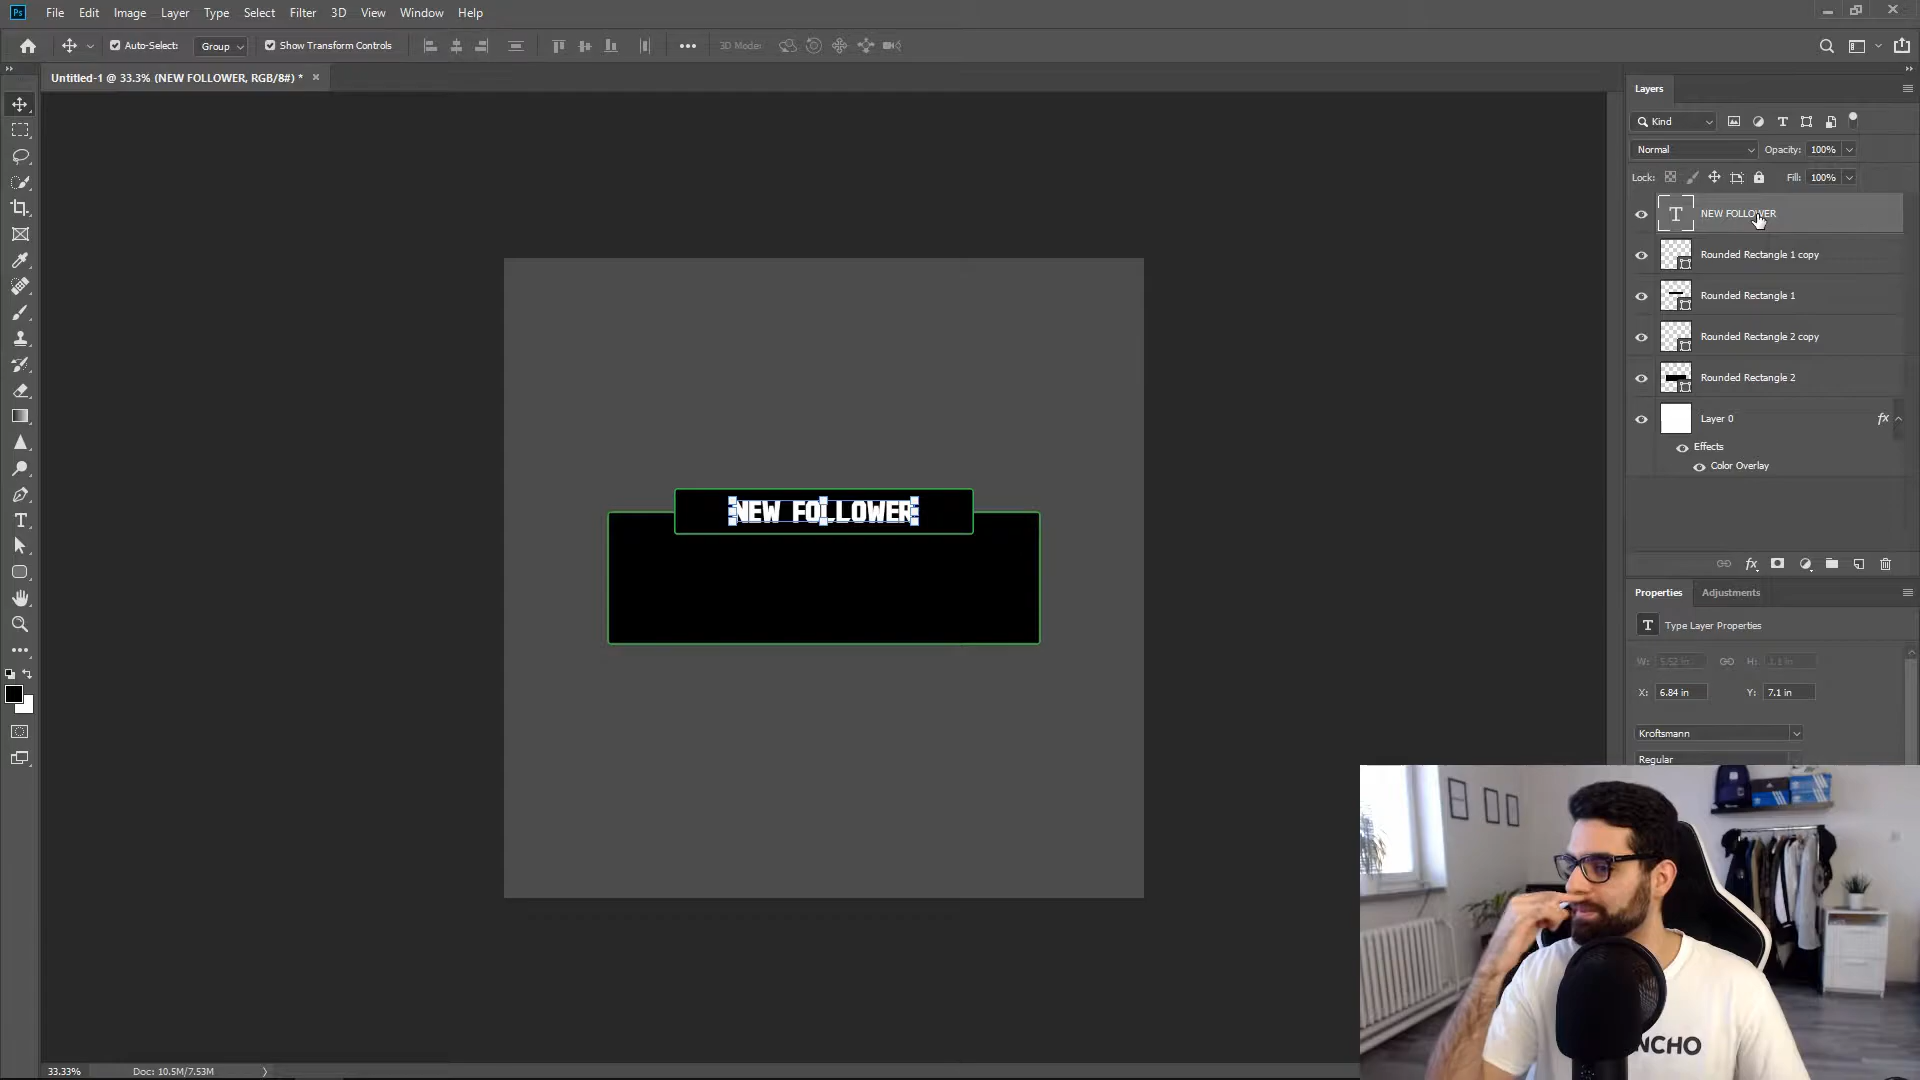 Ps File Edit Image Layer Type Select Filter 3D View Window Help
Auto-Select: Group Show Transform Controls 3D Mode:
Untitled-1 @ 33.3% (NEW FOLLOWER, RGB/8#) *
Layers
Kind
Normal Opacity: 100%
Lock: Fill: 100%
NEW FOLLOWER
Rounded Rectangle 1 copy
Rounded Rectangle 1
Rounded Rectangle 2 copy
Rounded Rectangle 2
Layer 0 fx
Effects
Color Overlay
NEW FOLLOWER
Properties Adjustments
T Type Layer Properties
W: 5.52 in H: 1.1 in
X: 6.84 in Y: 7.1 in
Kroftsmann
Regular
NCHO
33.33% Doc: 10.5M/7.53M